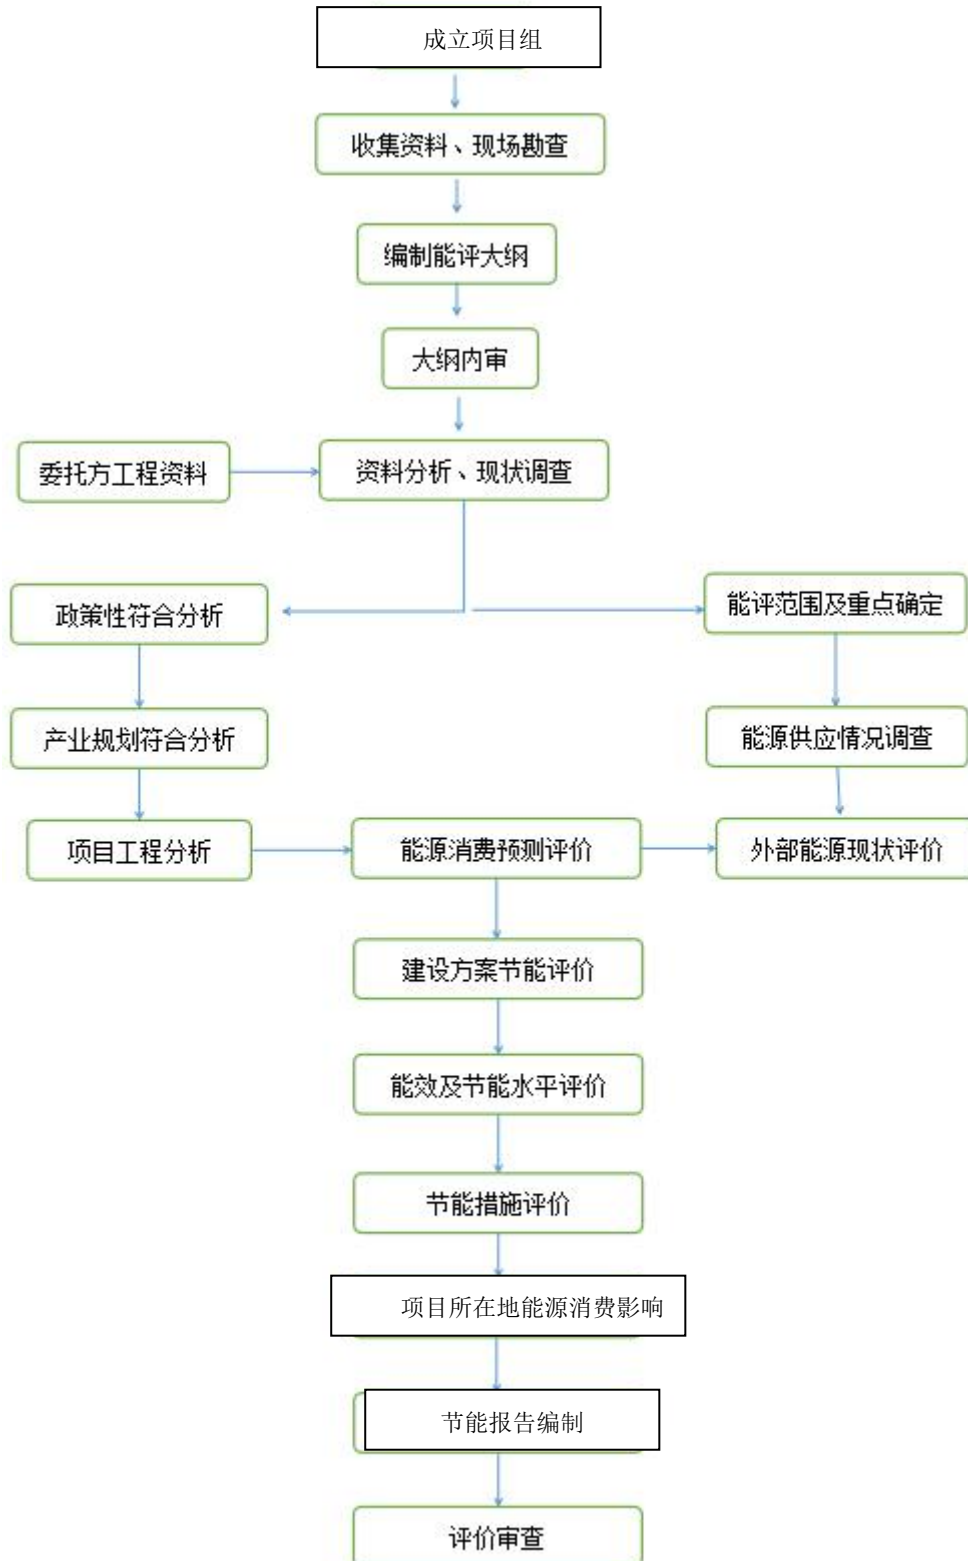 成立项目组
收集资料、现场勘查
编制能评大纲
大纲内审
委托方工程资料
资料分析、现状调查
政策性符合分析
能评范围及重点确定
产业规划符合分析
能源供应情况调查
项目工程分析
能源消费预测评价
外部能源现状评价
建设方案节能评价
能效及节能水平评价
节能措施评价
项目所在地能源消费影响
节能报告编制
评价审查